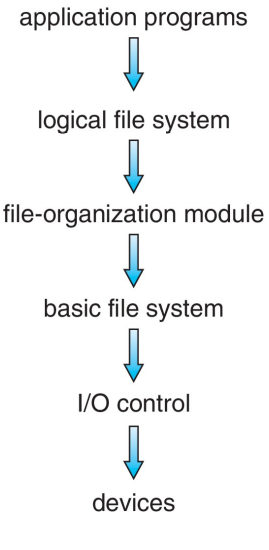 application programs
logical file system
file-organization module
basic file system
I/O control
devices